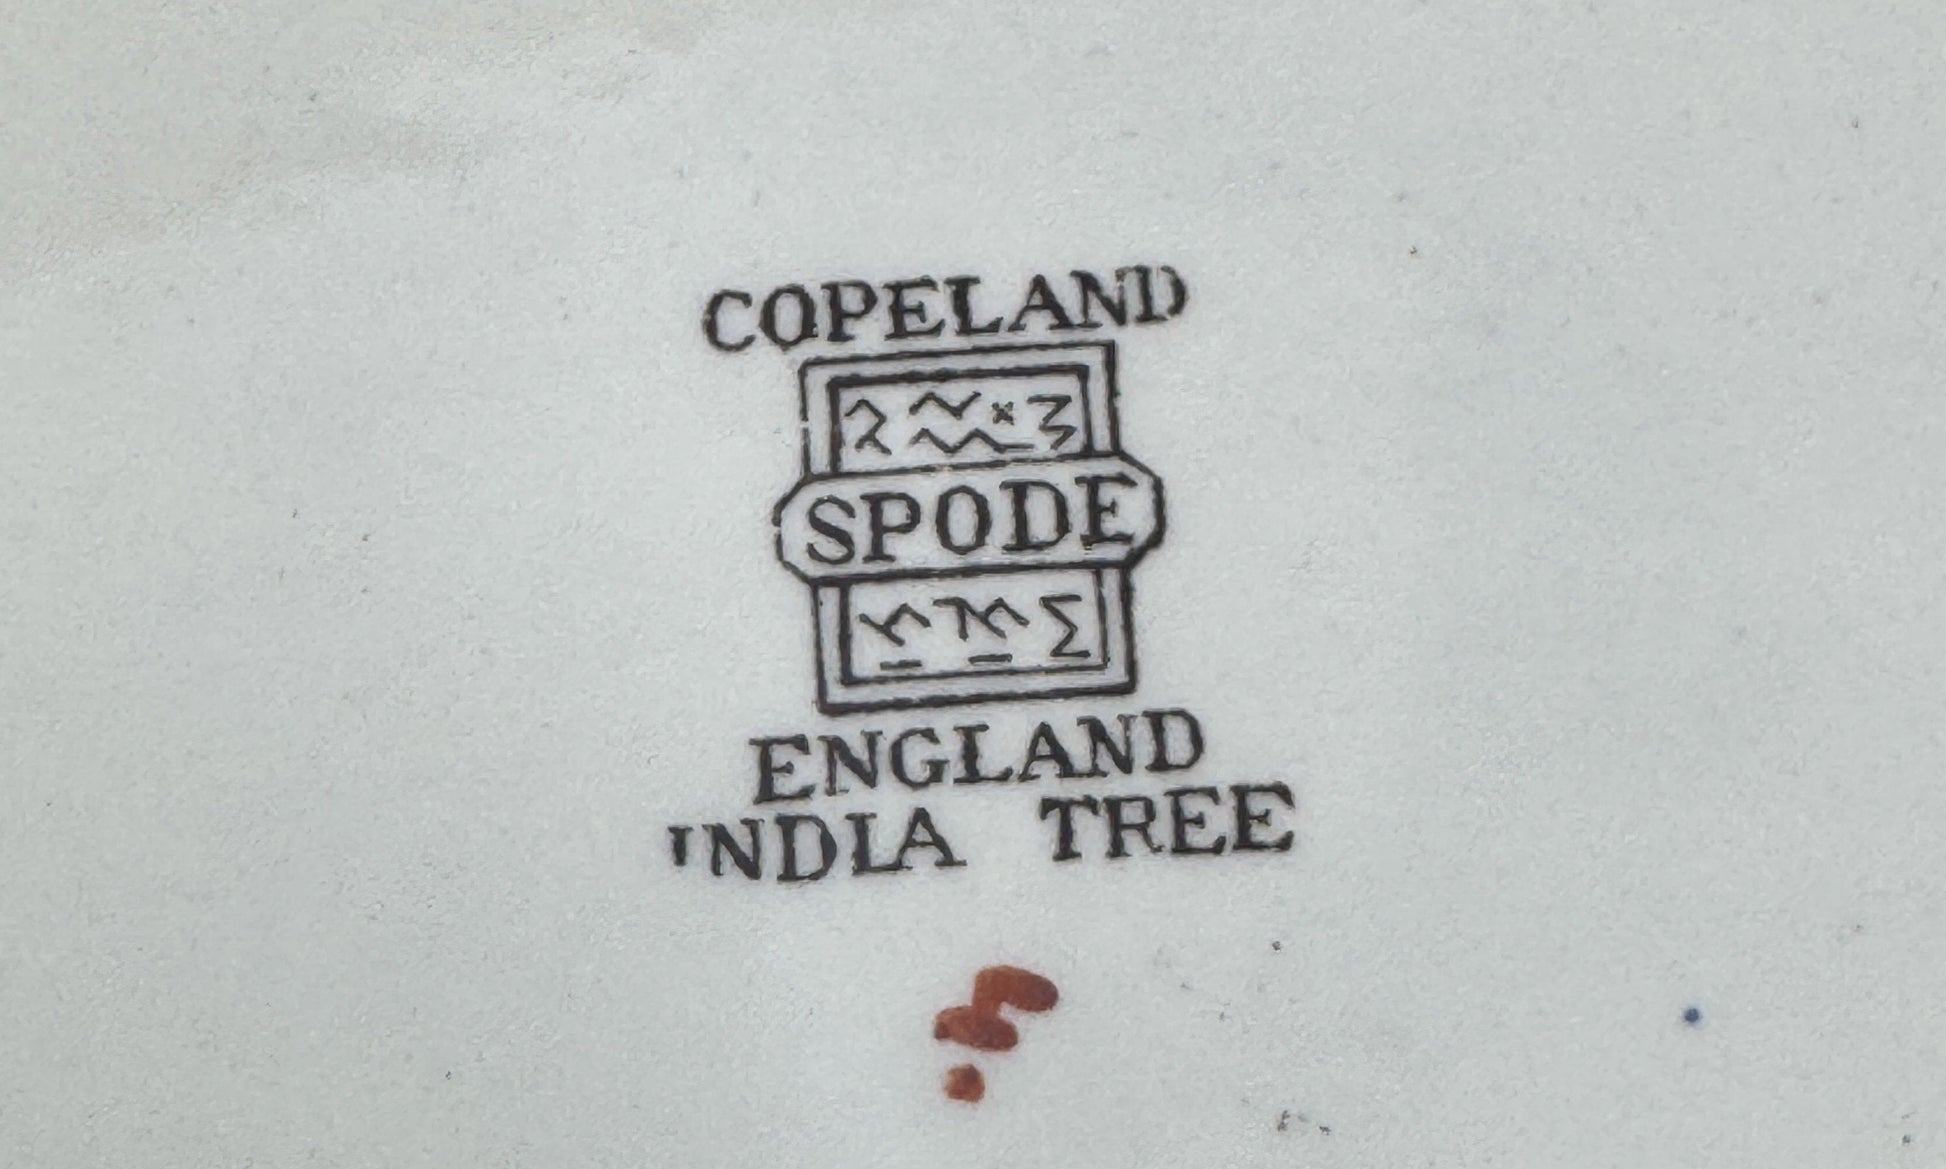 COPELAND
SPODE
ENGLAND
INDIA TREE